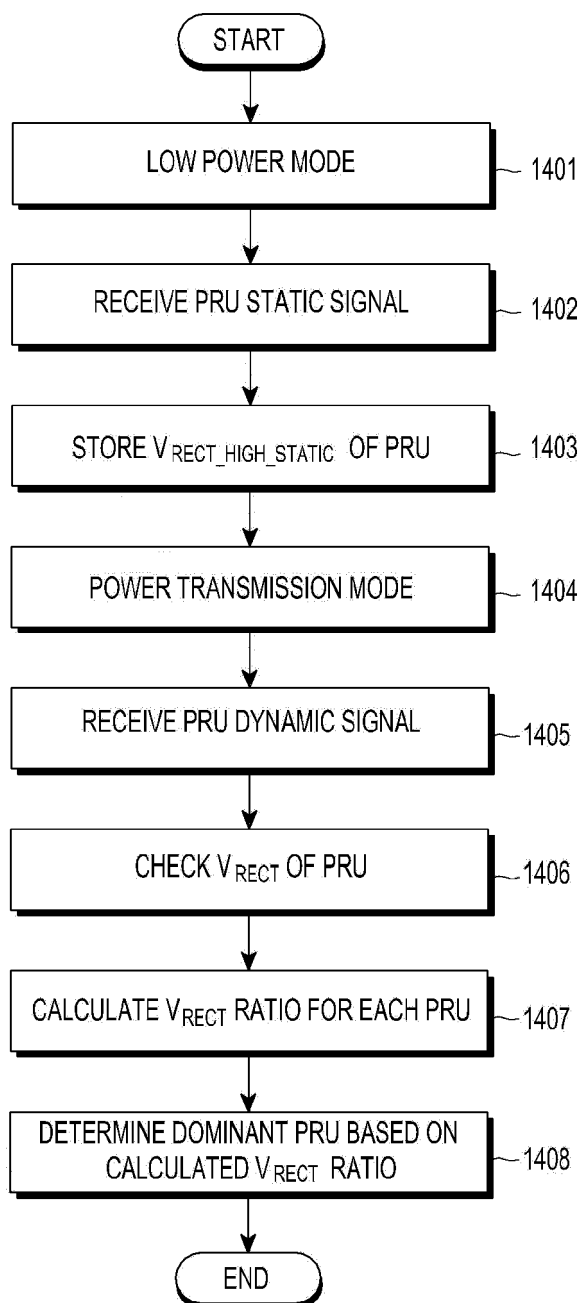 START
LOW POWER MODE
1401
RECEIVE PRU STATIC SIGNAL
1402
STORE VRECT_HIGH_STATIC OF PRU
1403
POWER TRANSMISSION MODE
1404
RECEIVE PRU DYNAMIC SIGNAL
1405
CHECK VRECT OF PRU
1406
CALCULATE VRECT RATIO FOR EACH PRU
1407
DETERMINE DOMINANT PRU BASED ON
CALCULATED VRECT RATIO
1408
END